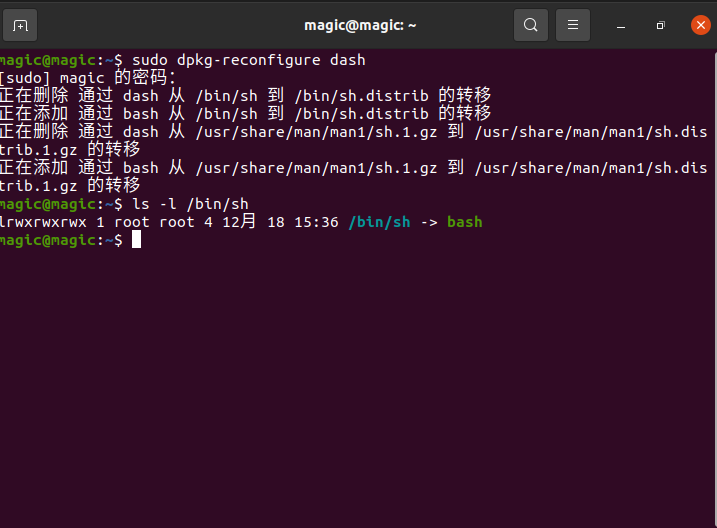 magic@magic: ~
magic@magic:~$ sudo dpkg-reconfigure dash
[sudo] magic 的密码：
正在删除 通过 dash 从 /bin/sh 到 /bin/sh.distrib 的转移
正在添加 通过 bash 从 /bin/sh 到 /bin/sh.distrib 的转移
正在删除 通过 dash 从 /usr/share/man/man1/sh.1.gz 到 /usr/share/man/man1/sh.dis
trib.1.gz 的转移
正在添加 通过 bash 从 /usr/share/man/man1/sh.1.gz 到 /usr/share/man/man1/sh.dis
trib.1.gz 的转移
magic@magic:~$ ls -l /bin/sh
lrwxrwxrwx 1 root root 4 12月 18 15:36 /bin/sh -> bash
magic@magic:~$